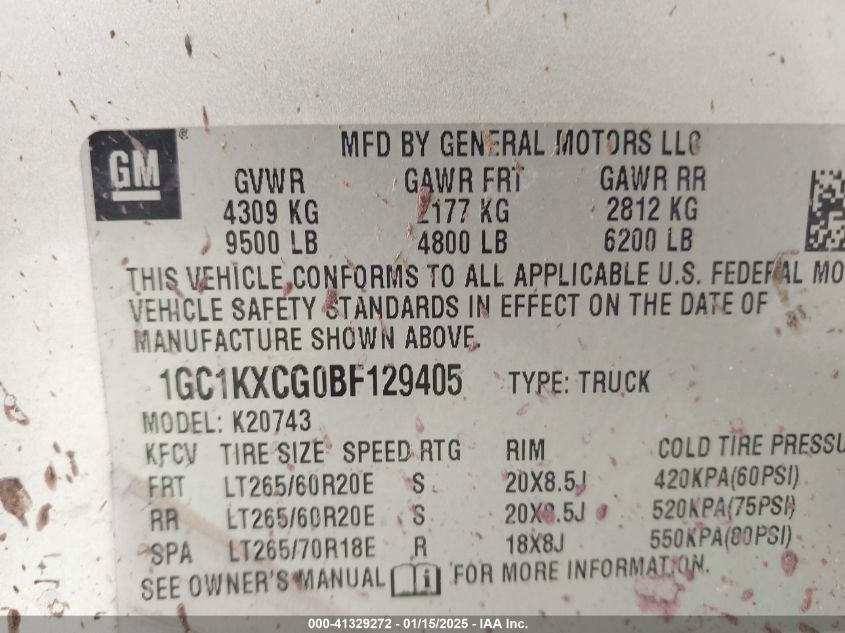 GM ®
MFD BY GENERAL MOTORS LLC
GVWR GAWR FRT GAWR RR
4309 KG 2177 KG 2812 KG
9500 LB 4800 LB 6200 LB
THIS VEHICLE CONFORMS TO ALL APPLICABLE U.S. FEDERAL MO
VEHICLE SAFETY STANDARDS IN EFFECT ON THE DATE OF
MANUFACTURE SHOWN ABOVE.
1GC1KXCG0BF129405 TYPE: TRUCK
MODEL: K20743
KFCV TIRE SIZE SPEED RTG RIM COLD TIRE PRESSU
FRT LT265/60R20E S 20X8.5J 420KPA(60PSI)
RR LT265/60R20E S 20X8.5J 520KPA(75PSI)
SPA LT265/70R18E R 18X8J 550KPA(80PSI)
SEE OWNER'S MANUAL FOR MORE INFORMATION.
000-41329272 - 01/15/2025 - IAA Inc.